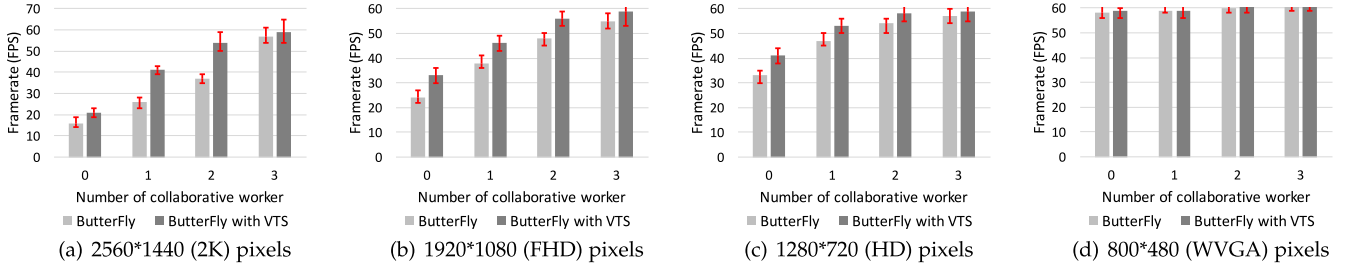 Framerate (FPS)
70
60
50
40
30
20
10
0
0 1 2 3
Number of collaborative worker
ButterFly ButterFly with VTS
(a) 2560*1440 (2K) pixels
Framerate (FPS)
60
50
40
30
20
10
0
0 1 2 3
Number of collaborative worker
ButterFly ButterFly with VTS
(b) 1920*1080 (FHD) pixels
Framerate (FPS)
60
50
40
30
20
10
0
0 1 2 3
Number of collaborative worker
ButterFly ButterFly with VTS
(c) 1280*720 (HD) pixels
Framerate (FPS)
60
50
40
30
20
10
0
0 1 2 3
Number of collaborative worker
ButterFly ButterFly with VTS
(d) 800*480 (WVGA) pixels